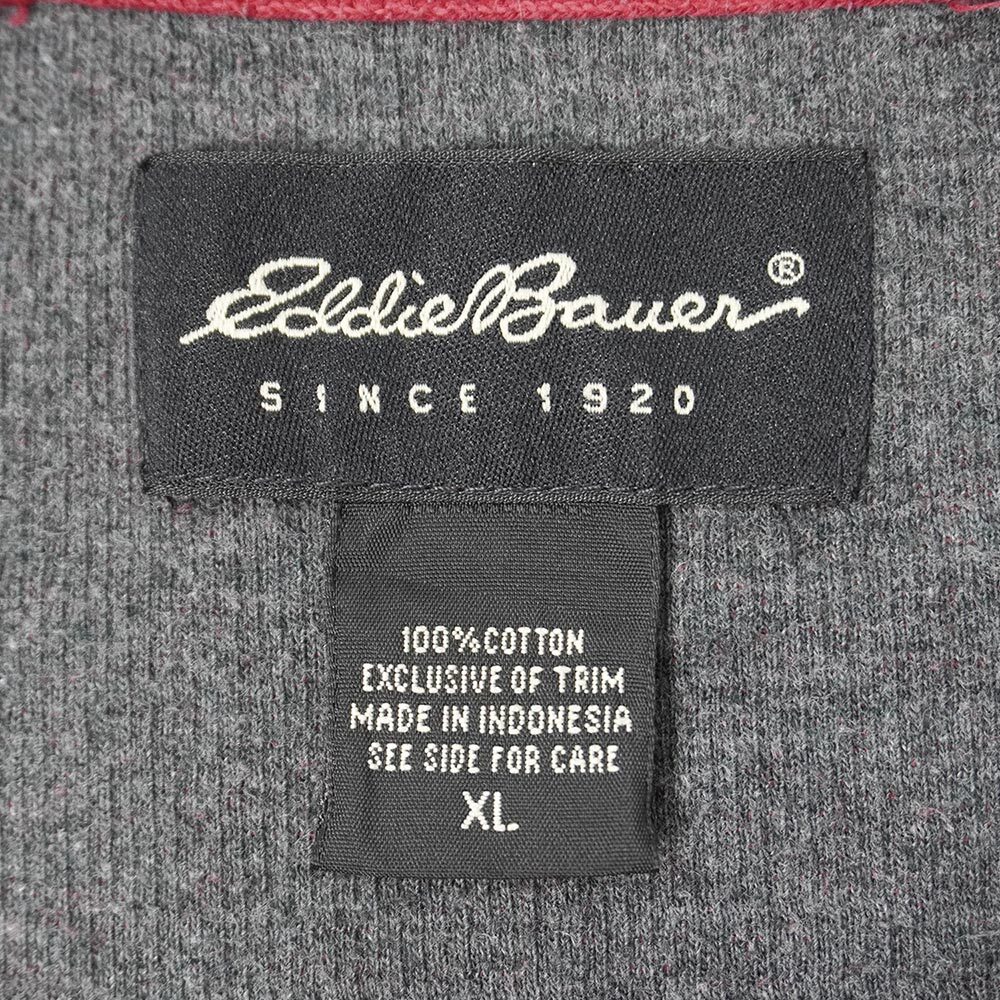 Eddie Bauer®
SINCE 1920
100% COTTON
EXCLUSIVE OF TRIM
MADE IN INDONESIA
SEE SIDE FOR CARE
XL